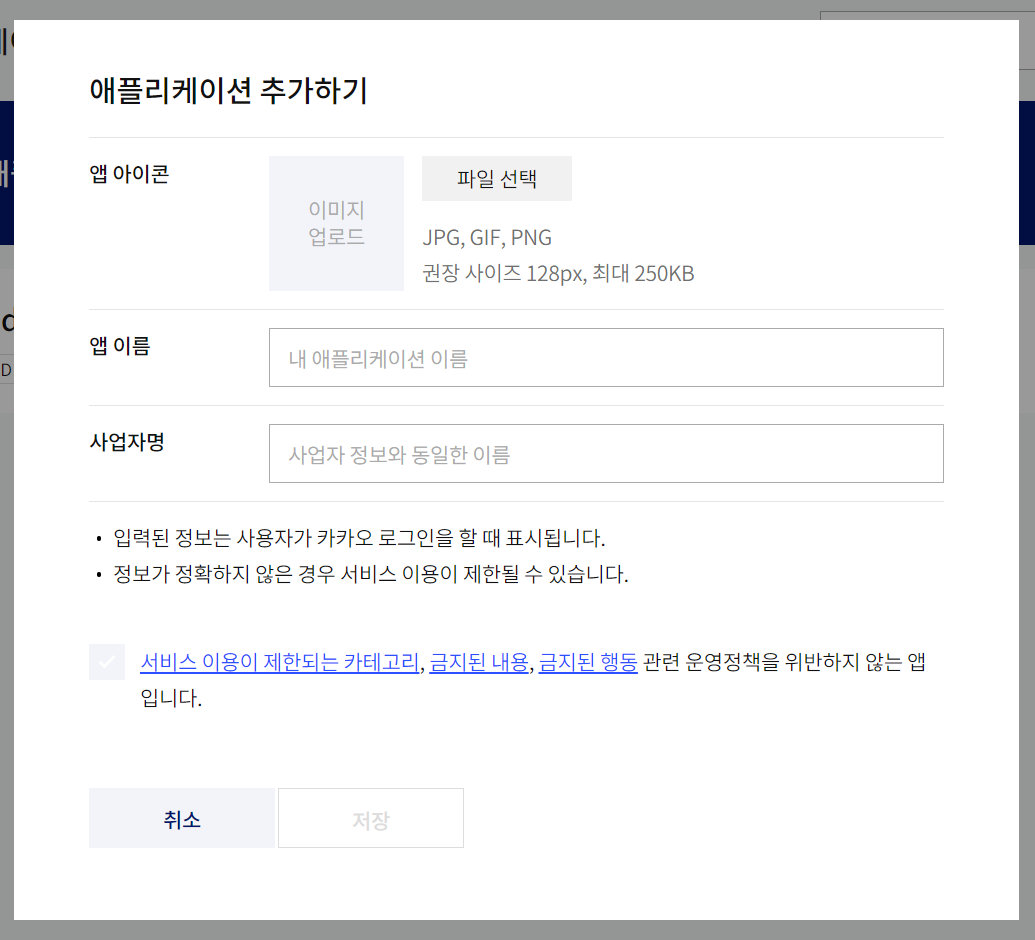 애플리케이션 추가하기
앱 아이콘
이미지
업로드
파일 선택
JPG, GIF, PNG
권장 사이즈 128px, 최대 250KB
앱 이름
내 애플리케이션 이름
사업자명
사업자 정보와 동일한 이름
• 입력된 정보는 사용자가 카카오 로그인을 할 때 표시됩니다.
• 정보가 정확하지 않은 경우 서비스 이용이 제한될 수 있습니다.
서비스 이용이 제한되는 카테고리, 금지된 내용, 금지된 행동 관련 운영정책을 위반하지 않는 앱
입니다.
취소
저장